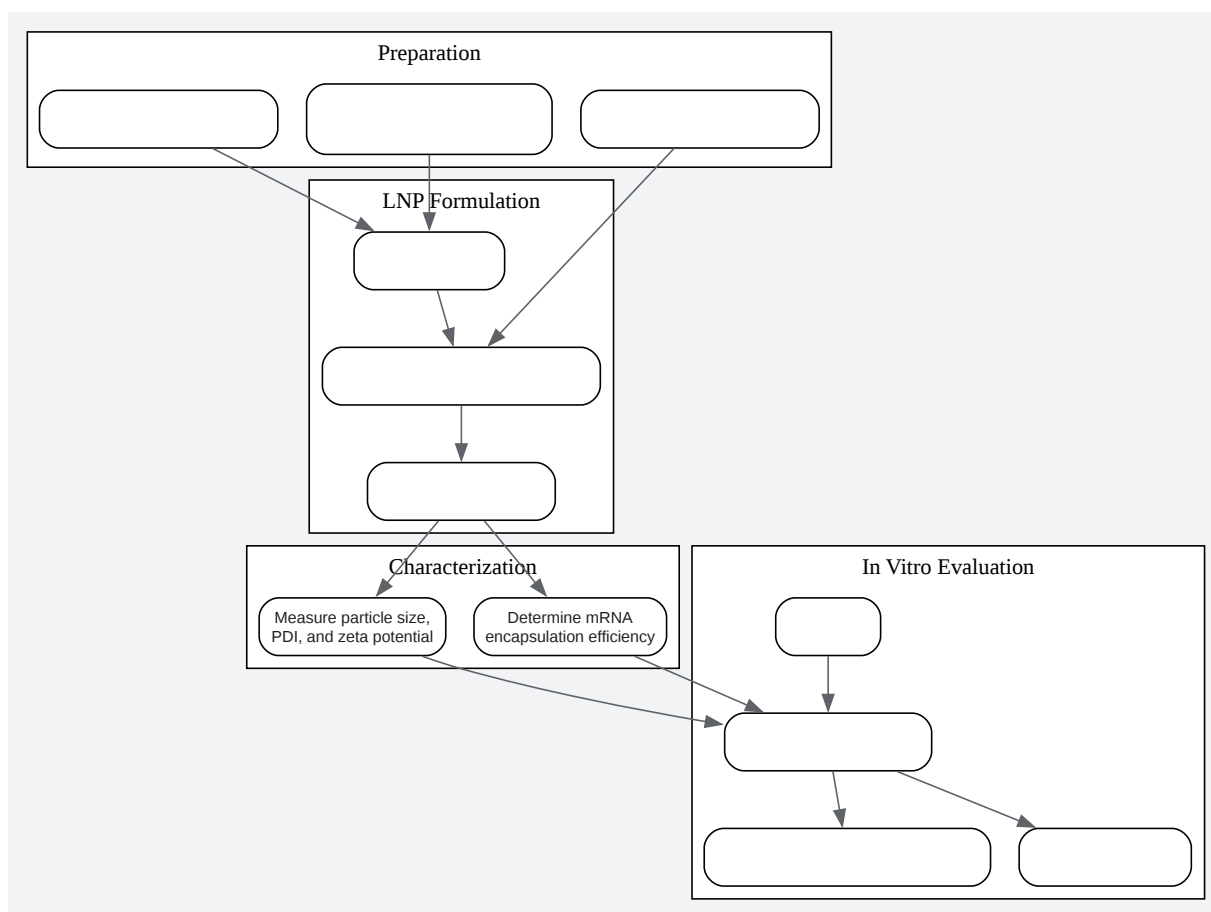 Preparation
LNP Formulation
Characterization
In Vitro Evaluation
Measure particle size,
PDI, and zeta potential
Determine mRNA
encapsulation efficiency